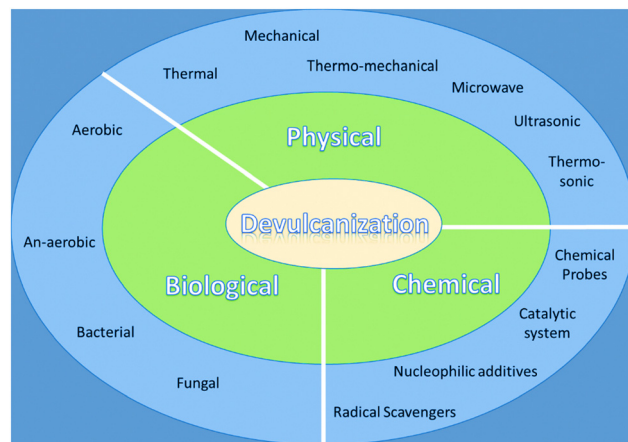 Mechanical
Thermal
Thermo-mechanical
Microwave
Ultrasonic
Thermo-
sonic
Aerobic
An-aerobic
Bacterial
Fungal
Physical
Devulcanization
Biological
Chemical
Chemical
Probes
Catalytic
system
Nucleophilic additives
Radical Scavengers